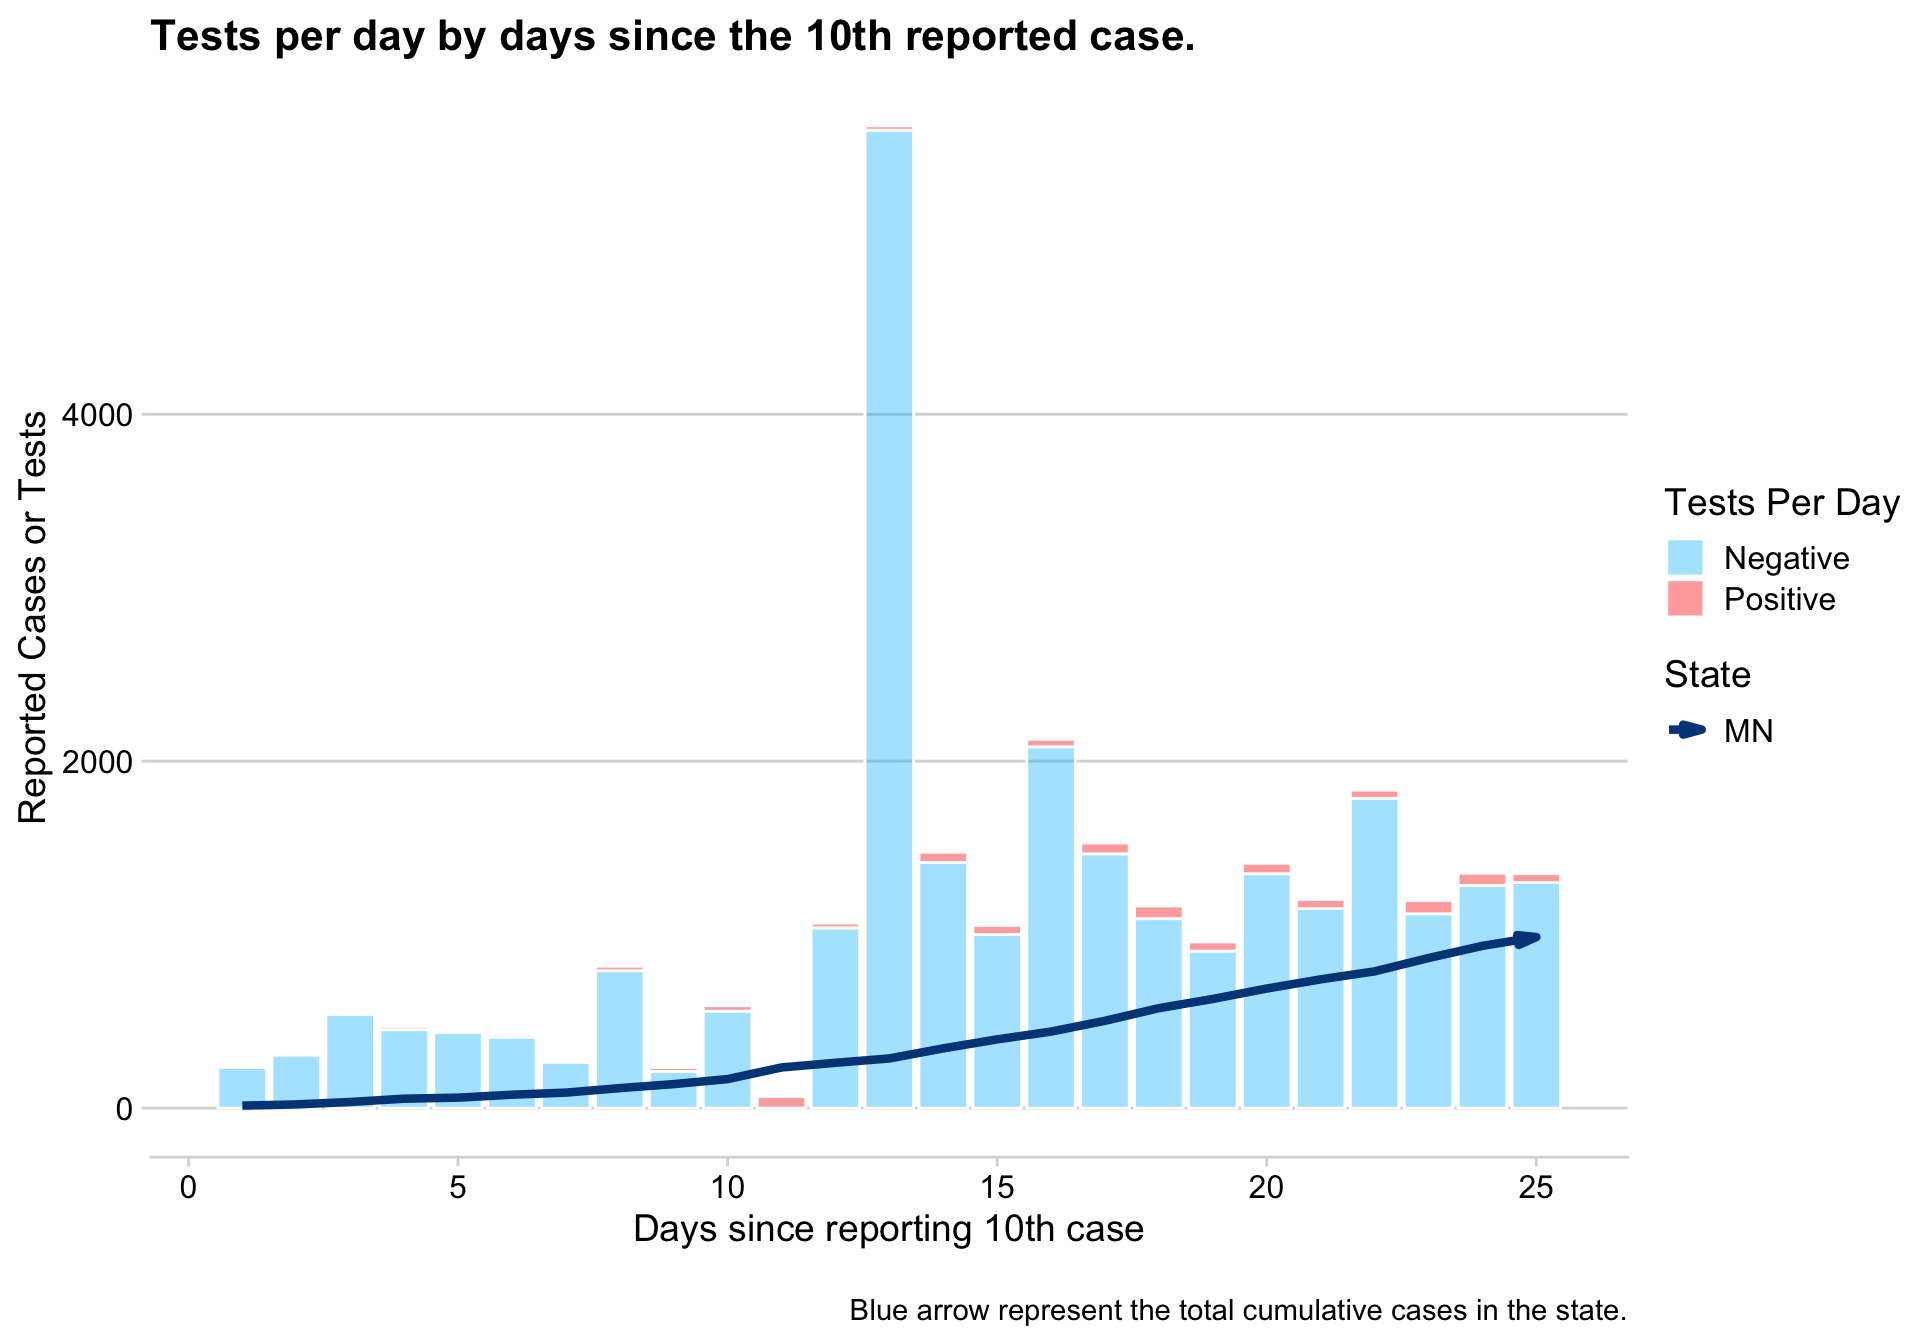 Tests per day by days since the 10th reported case.
Reported Cases or Tests
4000
2000
0
0 5 10 15 20 25
Days since reporting 10th case
Tests Per Day
Negative
Positive
State
MN
Blue arrow represent the total cumulative cases in the state.